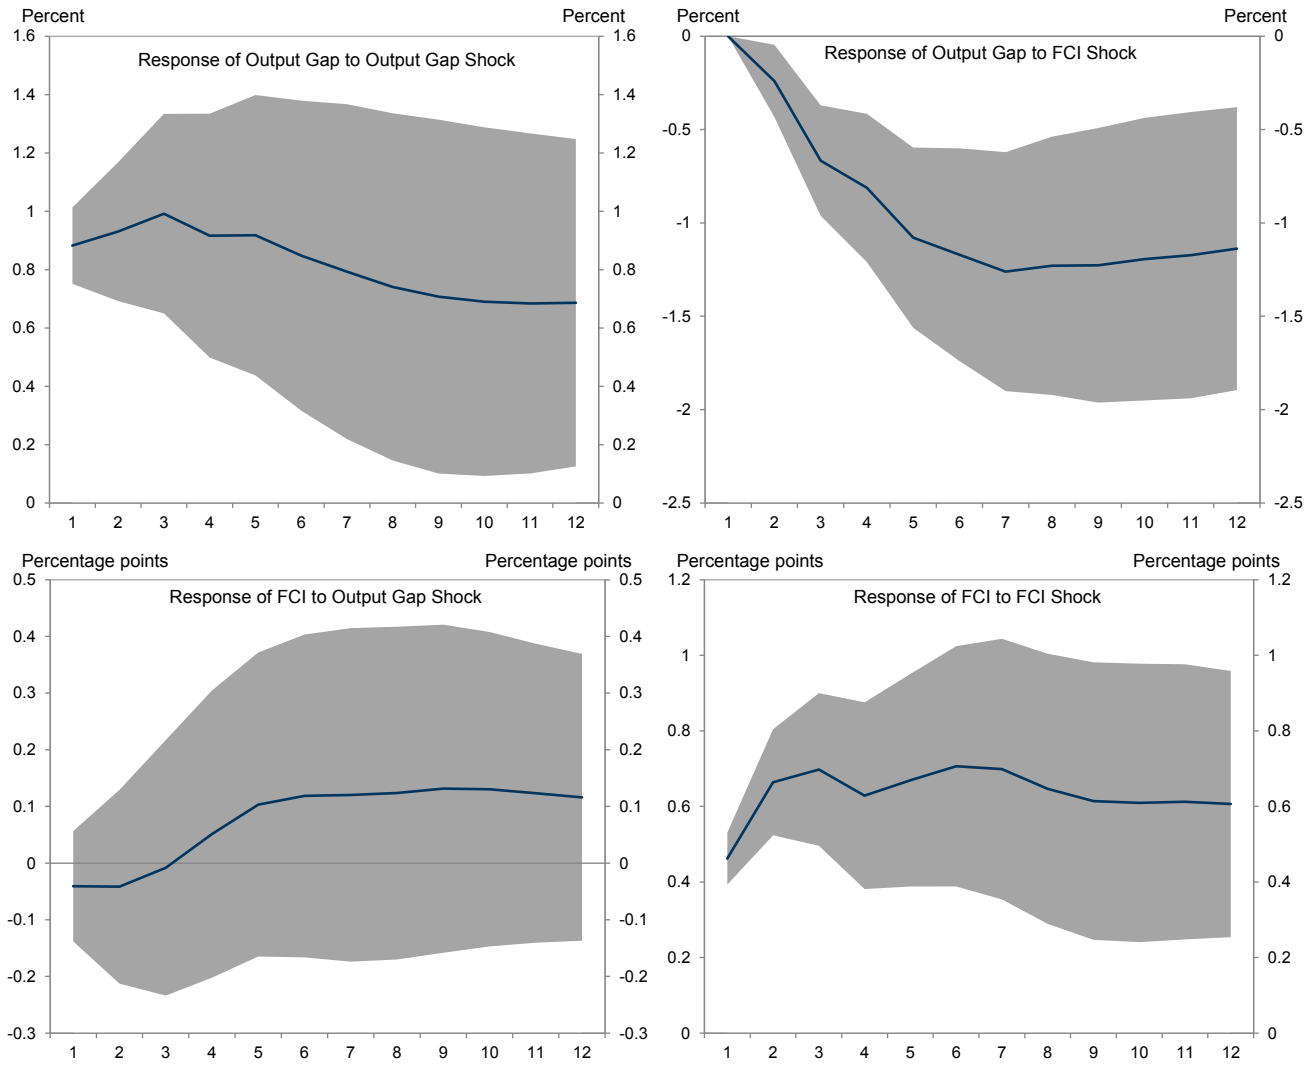 Percent Percent
Response of Output Gap to Output Gap Shock
1.6 1.6
1.4 1.4
1.2 1.2
1 1
0.8 0.8
0.6 0.6
0.4 0.4
0.2 0.2
0 0
1 2 3 4 5 6 7 8 9 10 11 12
Percent Percent
Response of Output Gap to FCI Shock
0 0
-0.5 -0.5
-1 -1
-1.5 -1.5
-2 -2
-2.5 -2.5
1 2 3 4 5 6 7 8 9 10 11 12
Percentage points Percentage points
Response of FCI to Output Gap Shock
0.5 0.5
0.4 0.4
0.3 0.3
0.2 0.2
0.1 0.1
0 0
-0.1 -0.1
-0.2 -0.2
-0.3 -0.3
1 2 3 4 5 6 7 8 9 10 11 12
Percentage points Percentage points
Response of FCI to FCI Shock
1.2 1.2
1 1
0.8 0.8
0.6 0.6
0.4 0.4
0.2 0.2
0 0
1 2 3 4 5 6 7 8 9 10 11 12